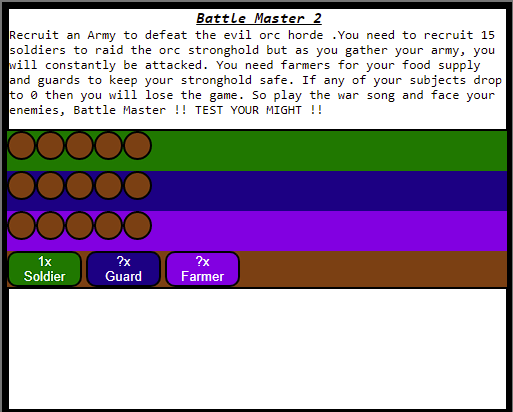 Battle Master 2
Recruit an Army to defeat the evil orc horde .You need to recruit 15
soldiers to raid the orc stronghold but as you gather your army, you
will constantly be attacked. You need farmers for your food supply
and guards to keep your stronghold safe. If any of your subjects drop
to 0 then you will lose the game. So play the war song and face your
enemies, Battle Master !! TEST YOUR MIGHT !!
1x ?x ?x
Soldier Guard Farmer